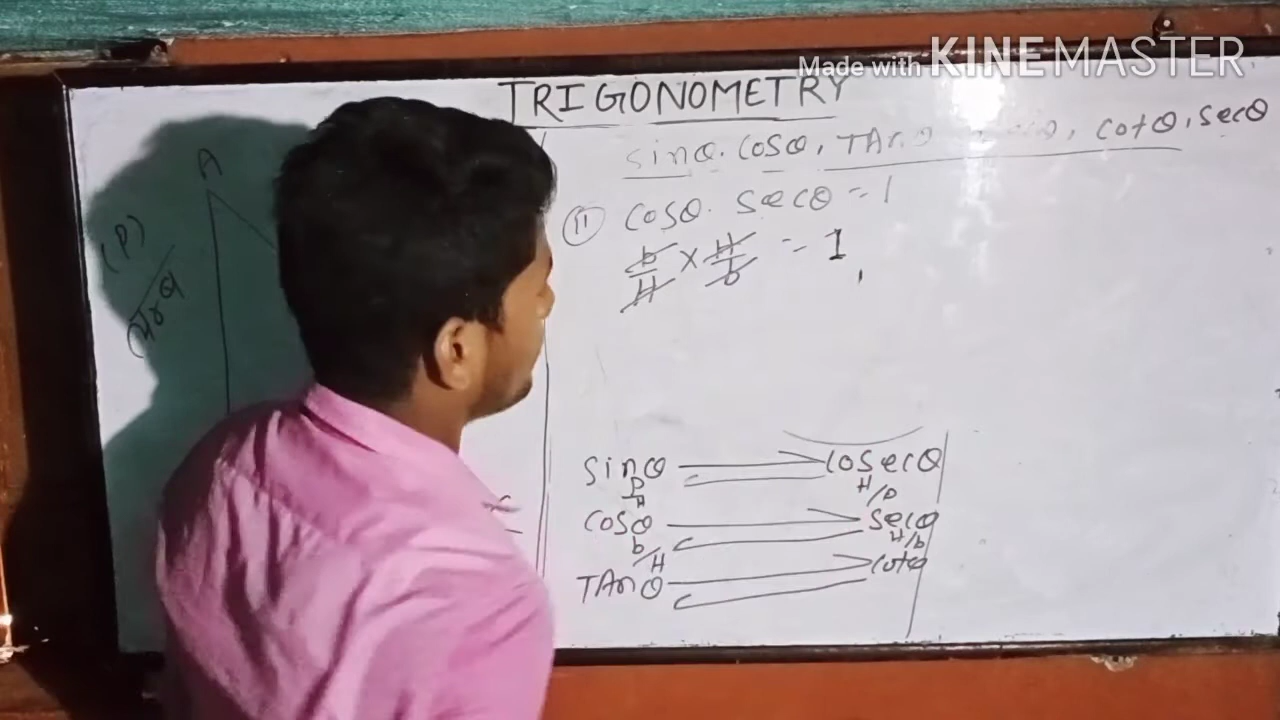 Made with KINEMASTER
TRIGONOMETRY
sinθ. cosθ, TAnθ θ, cotθ, secθ
A
(P)
(11) cosθ. secθ = 1
b/H × H/b = 1,
sinθ cosecθ
P/H H/P
cosθ secθ
b/H H/b
TAnθ cotθ